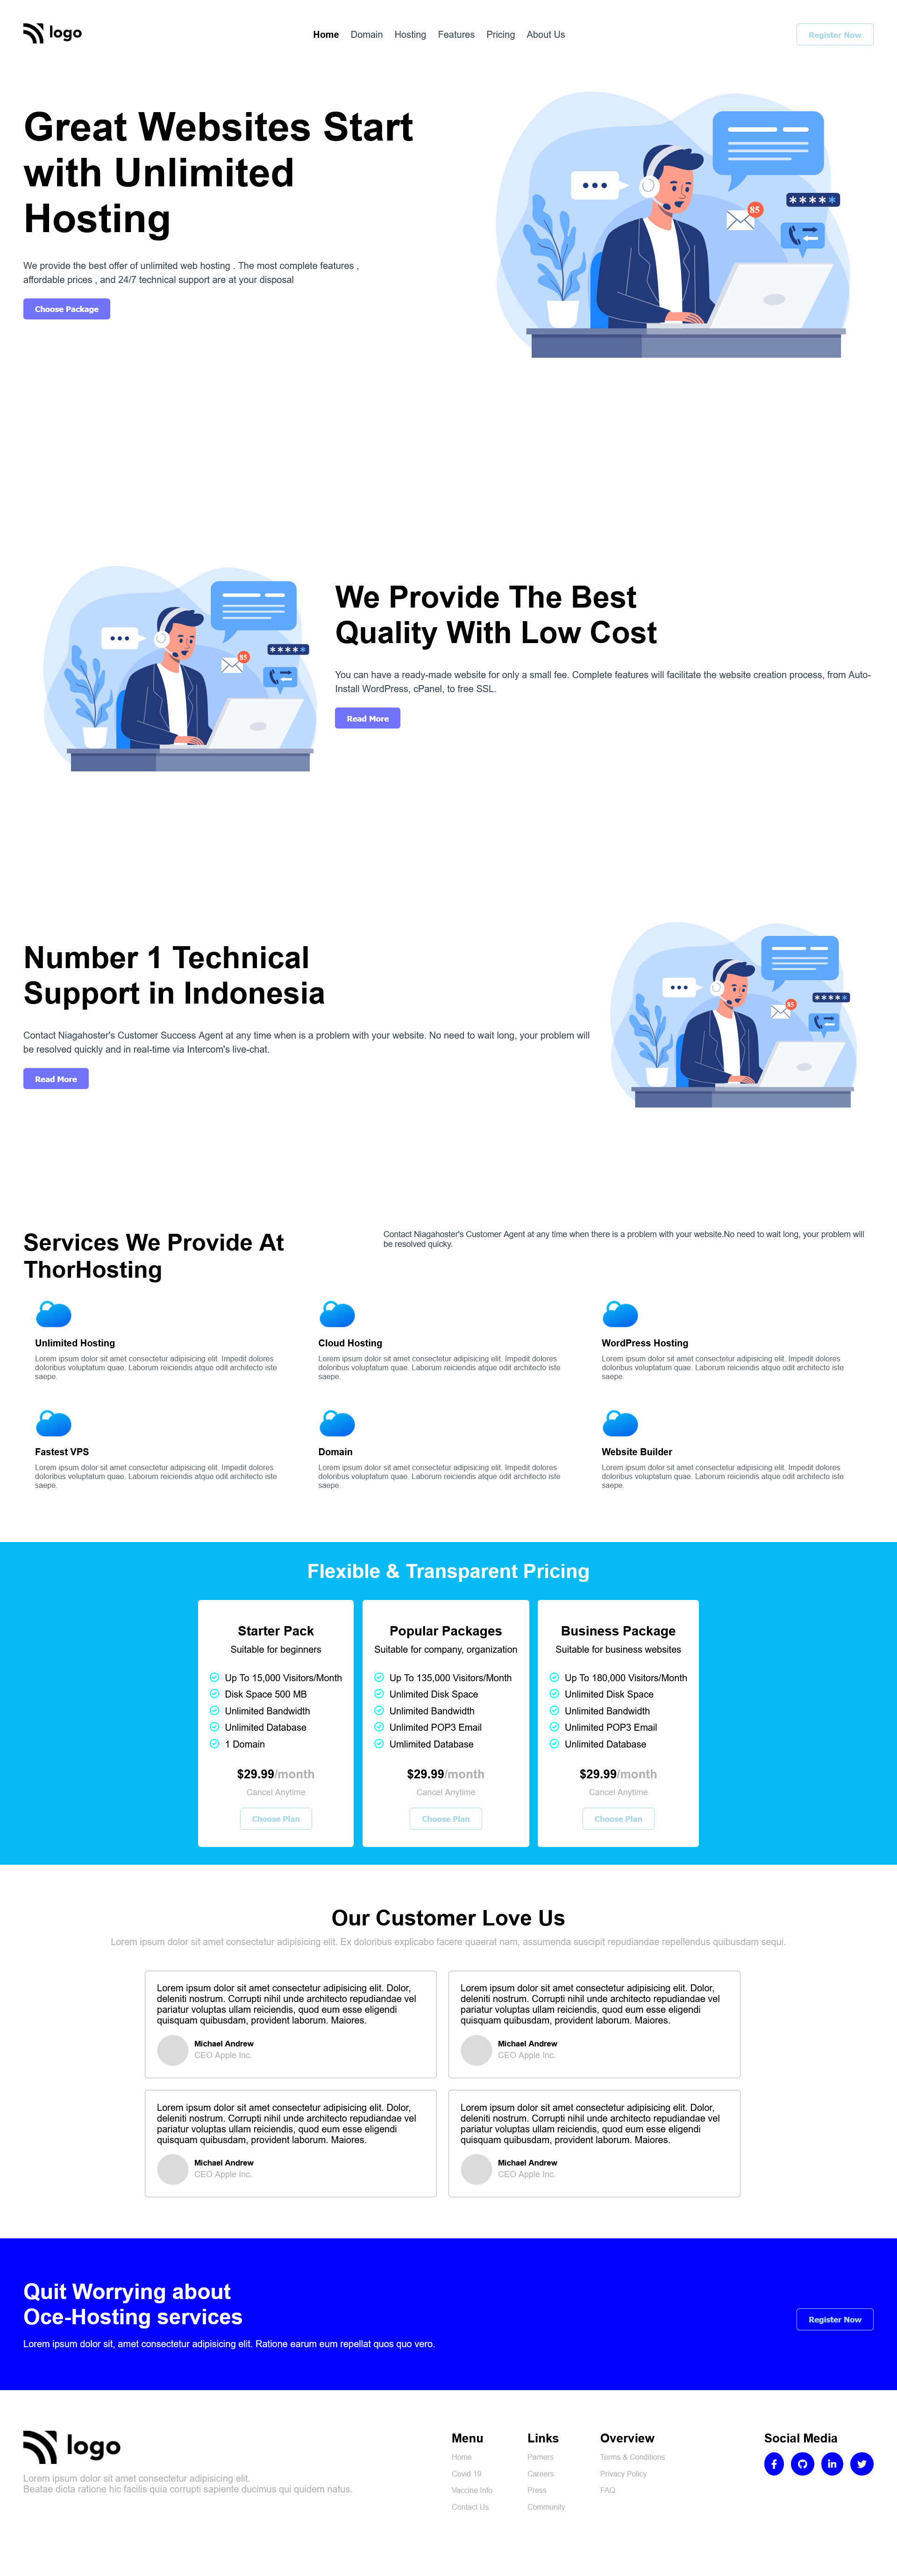 logo
Home Domain Hosting Features Pricing About Us
Register Now
Great Websites Start
with Unlimited
Hosting
We provide the best offer of unlimited web hosting . The most complete features ,
affordable prices , and 24/7 technical support are at your disposal
Choose Package
85
*****
We Provide The Best
Quality With Low Cost
You can have a ready-made website for only a small fee. Complete features will facilitate the website creation process, from Auto-
Install WordPress, cPanel, to free SSL.
Read More
85
*****
Number 1 Technical
Support in Indonesia
Contact Niagahoster's Customer Success Agent at any time when is a problem with your website. No need to wait long, your problem will
be resolved quickly and in real-time via Intercom's live-chat.
Read More
85
*****
Services We Provide At
ThorHosting
Contact Niagahoster's Customer Agent at any time when there is a problem with your website.No need to wait long, your problem will
be resolved quicky.
Unlimited Hosting
Lorem ipsum dolor sit amet consectetur adipisicing elit. Impedit dolores
doloribus voluptatum quae. Laborum reiciendis atque odit architecto iste
saepe.
Cloud Hosting
Lorem ipsum dolor sit amet consectetur adipisicing elit. Impedit dolores
doloribus voluptatum quae. Laborum reiciendis atque odit architecto iste
saepe.
WordPress Hosting
Lorem ipsum dolor sit amet consectetur adipisicing elit. Impedit dolores
doloribus voluptatum quae. Laborum reiciendis atque odit architecto iste
saepe.
Fastest VPS
Lorem ipsum dolor sit amet consectetur adipisicing elit. Impedit dolores
doloribus voluptatum quae. Laborum reiciendis atque odit architecto iste
saepe.
Domain
Lorem ipsum dolor sit amet consectetur adipisicing elit. Impedit dolores
doloribus voluptatum quae. Laborum reiciendis atque odit architecto iste
saepe.
Website Builder
Lorem ipsum dolor sit amet consectetur adipisicing elit. Impedit dolores
doloribus voluptatum quae. Laborum reiciendis atque odit architecto iste
saepe.
Flexible & Transparent Pricing
Starter Pack
Suitable for beginners
Up To 15,000 Visitors/Month
Disk Space 500 MB
Unlimited Bandwidth
Unlimited Database
1 Domain
$29.99/month
Cancel Anytime
Choose Plan
Popular Packages
Suitable for company, organization
Up To 135,000 Visitors/Month
Unlimited Disk Space
Unlimited Bandwidth
Unlimited POP3 Email
Umlimited Database
$29.99/month
Cancel Anytime
Choose Plan
Business Package
Suitable for business websites
Up To 180,000 Visitors/Month
Unlimited Disk Space
Unlimited Bandwidth
Unlimited POP3 Email
Unlimited Database
$29.99/month
Cancel Anytime
Choose Plan
Our Customer Love Us
Lorem ipsum dolor sit amet consectetur adipisicing elit. Ex doloribus explicabo facere quaerat nam, assumenda suscipit repudiandae repellendus quibusdam sequi.
Lorem ipsum dolor sit amet consectetur adipisicing elit. Dolor,
deleniti nostrum. Corrupti nihil unde architecto repudiandae vel
pariatur voluptas ullam reiciendis, quod eum esse eligendi
quisquam quibusdam, provident laborum. Maiores.
Michael Andrew
CEO Apple Inc.
Lorem ipsum dolor sit amet consectetur adipisicing elit. Dolor,
deleniti nostrum. Corrupti nihil unde architecto repudiandae vel
pariatur voluptas ullam reiciendis, quod eum esse eligendi
quisquam quibusdam, provident laborum. Maiores.
Michael Andrew
CEO Apple Inc.
Lorem ipsum dolor sit amet consectetur adipisicing elit. Dolor,
deleniti nostrum. Corrupti nihil unde architecto repudiandae vel
pariatur voluptas ullam reiciendis, quod eum esse eligendi
quisquam quibusdam, provident laborum. Maiores.
Michael Andrew
CEO Apple Inc.
Lorem ipsum dolor sit amet consectetur adipisicing elit. Dolor,
deleniti nostrum. Corrupti nihil unde architecto repudiandae vel
pariatur voluptas ullam reiciendis, quod eum esse eligendi
quisquam quibusdam, provident laborum. Maiores.
Michael Andrew
CEO Apple Inc.
Quit Worrying about
Oce-Hosting services
Lorem ipsum dolor sit, amet consectetur adipisicing elit. Ratione earum eum repellat quos quo vero.
Register Now
logo
Lorem ipsum dolor sit amet consectetur adipisicing elit.
Beatae dicta ratione hic facilis quia corrupti sapiente ducimus qui quidem natus.
Menu
Home
Covid 19
Vaccine Info
Contact Us
Links
Parners
Careers
Press
Community
Overview
Terms & Conditions
Privacy Policy
FAQ
Social Media